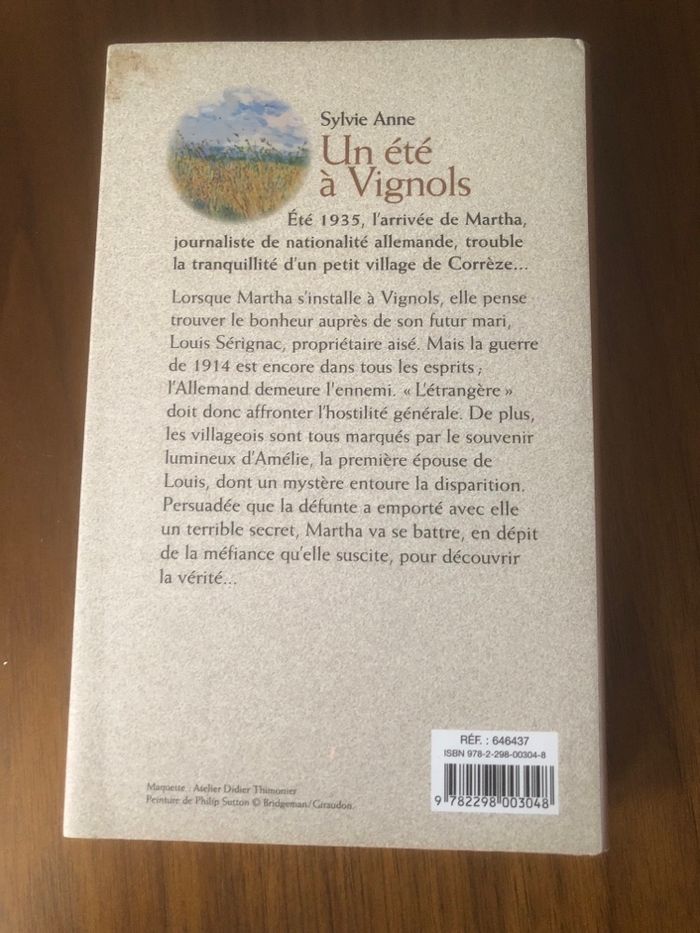 Sylvie Anne
Un été
à Vignols
Été 1935, l'arrivée de Martha,
journaliste de nationalité allemande, trouble
la tranquillité d'un petit village de Corrèze...
Lorsque Martha s'installe à Vignols, elle pense
trouver le bonheur auprès de son futur mari,
Louis Sérignac, propriétaire aisé. Mais la guerre
de 1914 est encore dans tous les esprits ;
l'Allemand demeure l'ennemi. « L'étrangère »
doit donc affronter l'hostilité générale. De plus,
les villageois sont tous marqués par le souvenir
lumineux d'Amélie, la première épouse de
Louis, dont un mystère entoure la disparition.
Persuadée que la défunte a emporté avec elle
un terrible secret, Martha va se battre, en dépit
de la méfiance qu'elle suscite, pour découvrir
la vérité...
RÉF. : 646437
ISBN 978-2-298-00304-8
9 782298 003048
Maquette : Atelier Didier Thimonier
Peinture de Philip Sutton © Bridgeman/Giraudon.